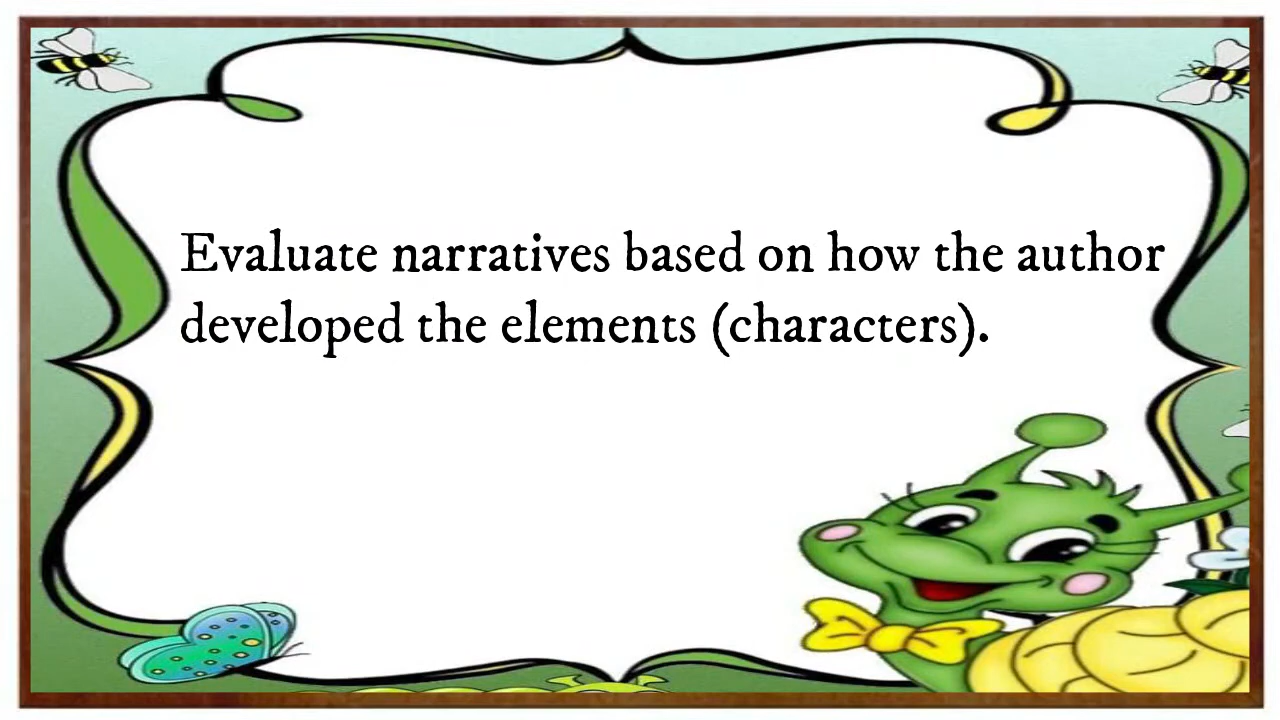 Evaluate narratives based on how the author
developed the elements (characters).